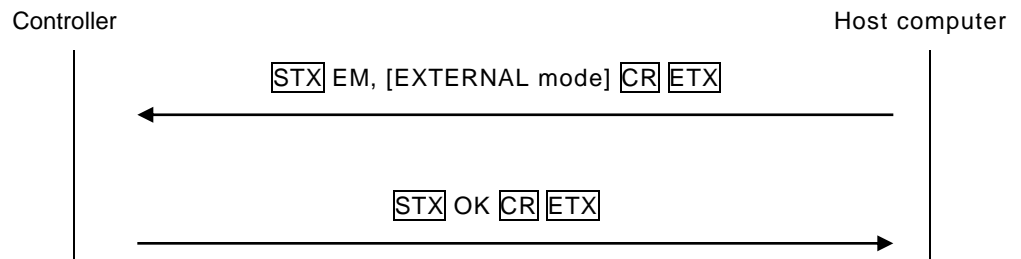 Controller Host computer
STX EM, [EXTERNAL mode] CR ETX
STX OK CR ETX